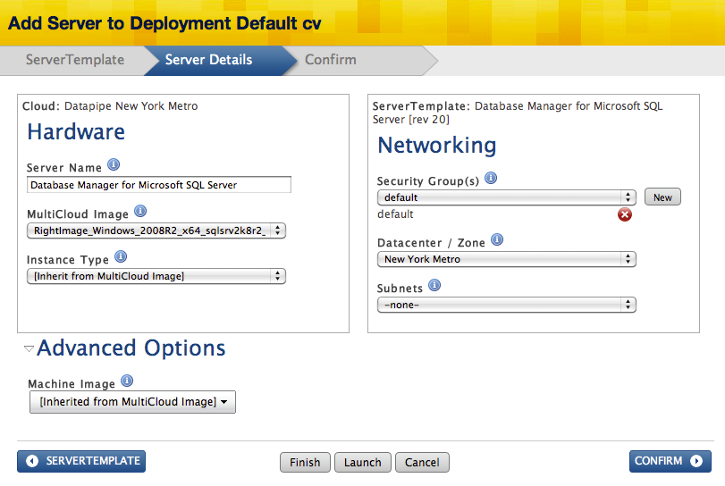 Add Server to Deployment Default cv
ServerTemplate
Server Details
Confirm
Cloud: Datapipe New York Metro
Hardware
Server Name
Database Manager for Microsoft SQL Server
MultiCloud Image
RightImage_Windows_2008R2_x64_sqlsrv2k8r2_
Instance Type
[Inherit from MultiCloud Image]
ServerTemplate: Database Manager for Microsoft SQL
Server [rev 20]
Networking
Security Group(s)
default
New
default
Datacenter / Zone
New York Metro
Subnets
-none-
Advanced Options
Machine Image
[Inherited from MultiCloud Image]
SERVERTEMPLATE
Finish
Launch
Cancel
CONFIRM